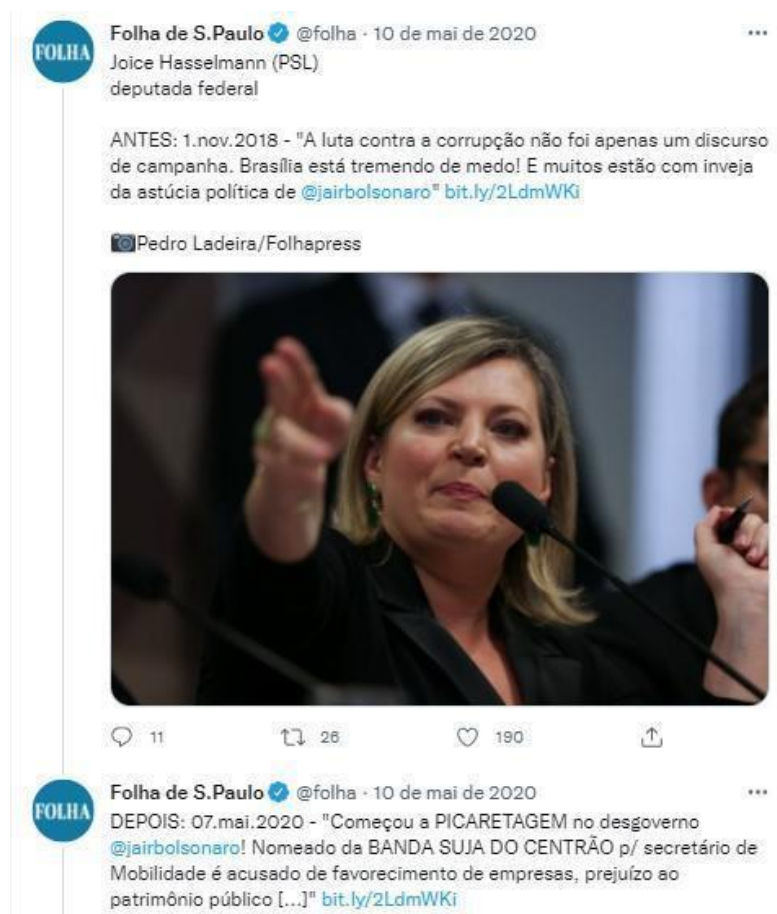 Folha de S.Paulo @folha · 10 de mai de 2020
FOLHA
Joice Hasselmann (PSL)
deputada federal
ANTES: 1.nov.2018 - "A luta contra a corrupção não foi apenas um discurso
de campanha. Brasília está tremendo de medo! E muitos estão com inveja
da astúcia política de @jairbolsonaro" bit.ly/2LdmWKi
Pedro Ladeira/Folhapress
11 26 190
Folha de S.Paulo @folha · 10 de mai de 2020
FOLHA
DEPOIS: 07.mai.2020 - "Começou a PICARETAGEM no desgoverno
@jairbolsonaro! Nomeado da BANDA SUJA DO CENTRÃO p/ secretário de
Mobilidade é acusado de favorecimento de empresas, prejuízo ao
patrimônio público [...]" bit.ly/2LdmWKi